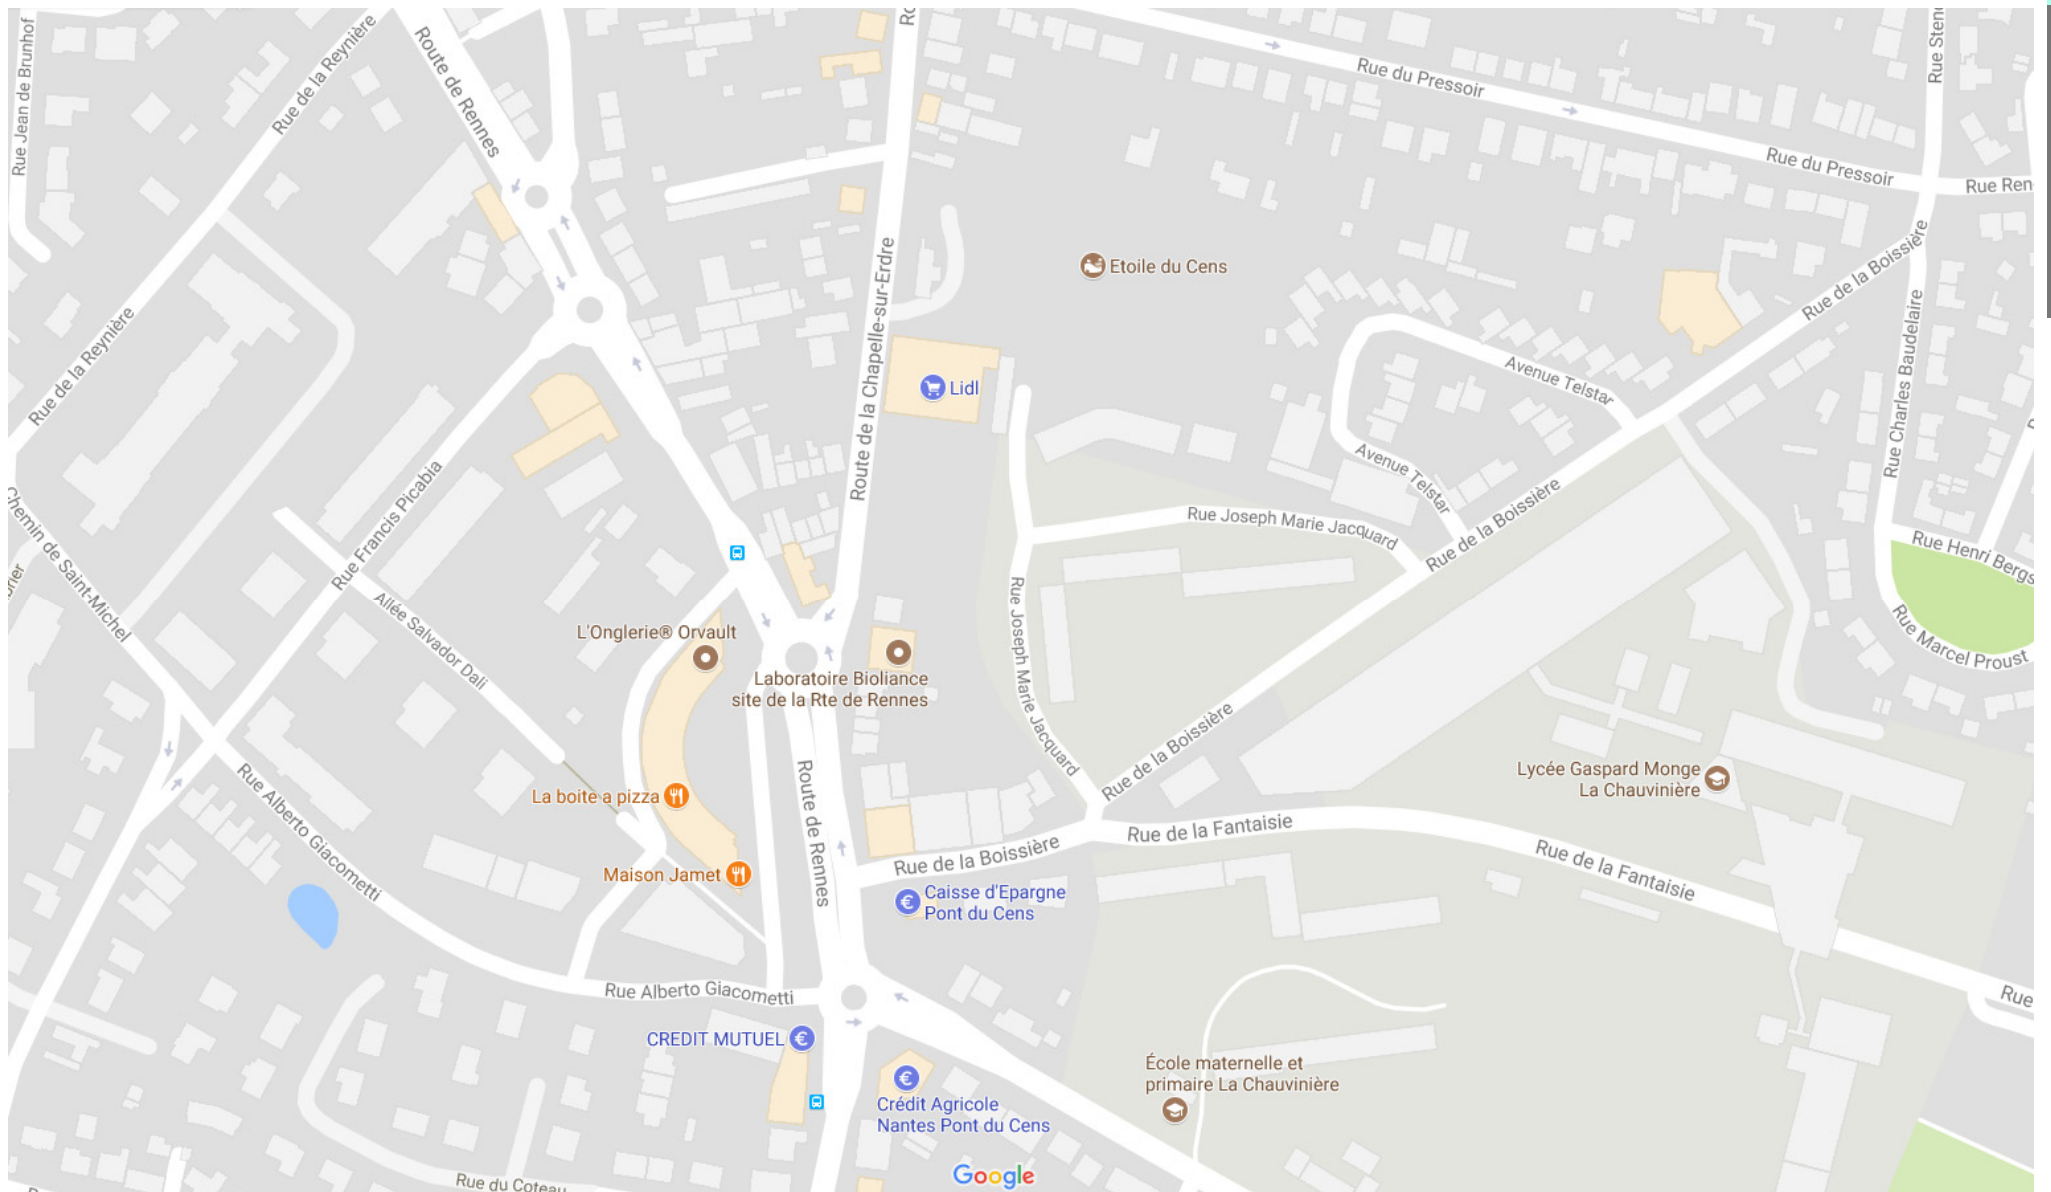 Rue Jean de Brunhof
Rue de la Reynière
Route de Rennes
Rue du Pressoir
Rue du Pressoir
Rue de la Boissière
Etoile du Cens
Route de la Chapelle-sur-Erdre
Lidl
Rue de la Reynière
Avenue Telstar
Rue Charles Baudelaire
Avenue Telstar
Rue Francis Picabia
Rue Joseph Marie Jacquard
Rue de la Boissière
Chemin de Saint-Michel
Rue Henri Bergs
Allée Salvador Dali
L'Onglerie® Orvault
Rue Joseph Marie Jacquard
Rue Marcel Proust
Laboratoire Bioliance
site de la Rte de Rennes
Rue de la Boissière
Lycée Gaspard Monge
La Chauvinière
La boite a pizza
Route de Rennes
Rue Alberto Giacometti
Rue de la Fantaisie
Rue de la Boissière
Rue de la Fantaisie
Maison Jamet
Caisse d'Epargne
Pont du Cens
Rue Alberto Giacometti
Rue
CREDIT MUTUEL
École maternelle et
primaire La Chauvinière
Crédit Agricole
Nantes Pont du Cens
Rue du Coteau
Google